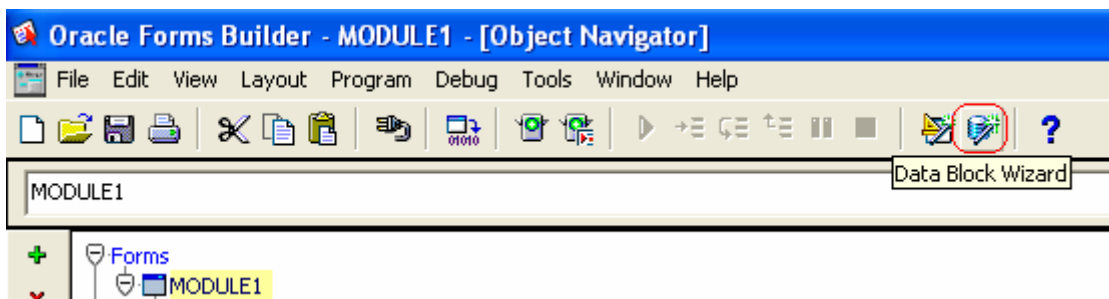 Oracle Forms Builder - MODULE1 - [Object Navigator]
File Edit View Layout Program Debug Tools Window Help
01010
?
Data Block Wizard
MODULE1
Forms
MODULE1